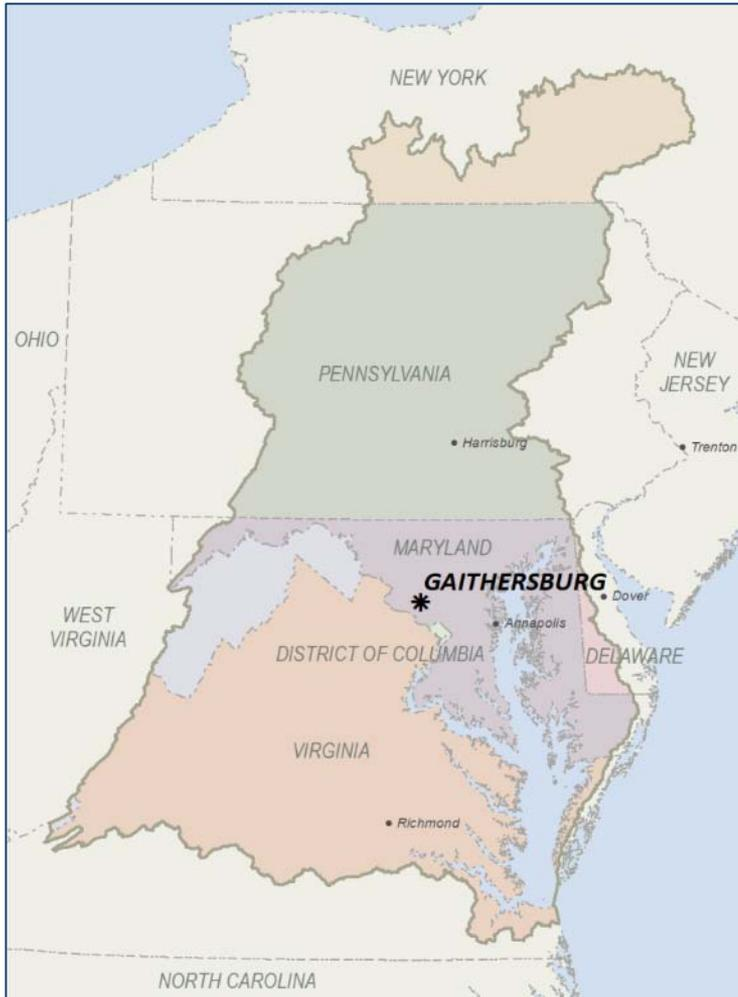 NEW YORK
OHIO
PENNSYLVANIA
NEW
JERSEY
Harrisburg
Trenton
MARYLAND
GAITHERSBURG
WEST
VIRGINIA
Dover
Annapolis
DISTRICT OF COLUMBIA
DELAWARE
VIRGINIA
Richmond
NORTH CAROLINA